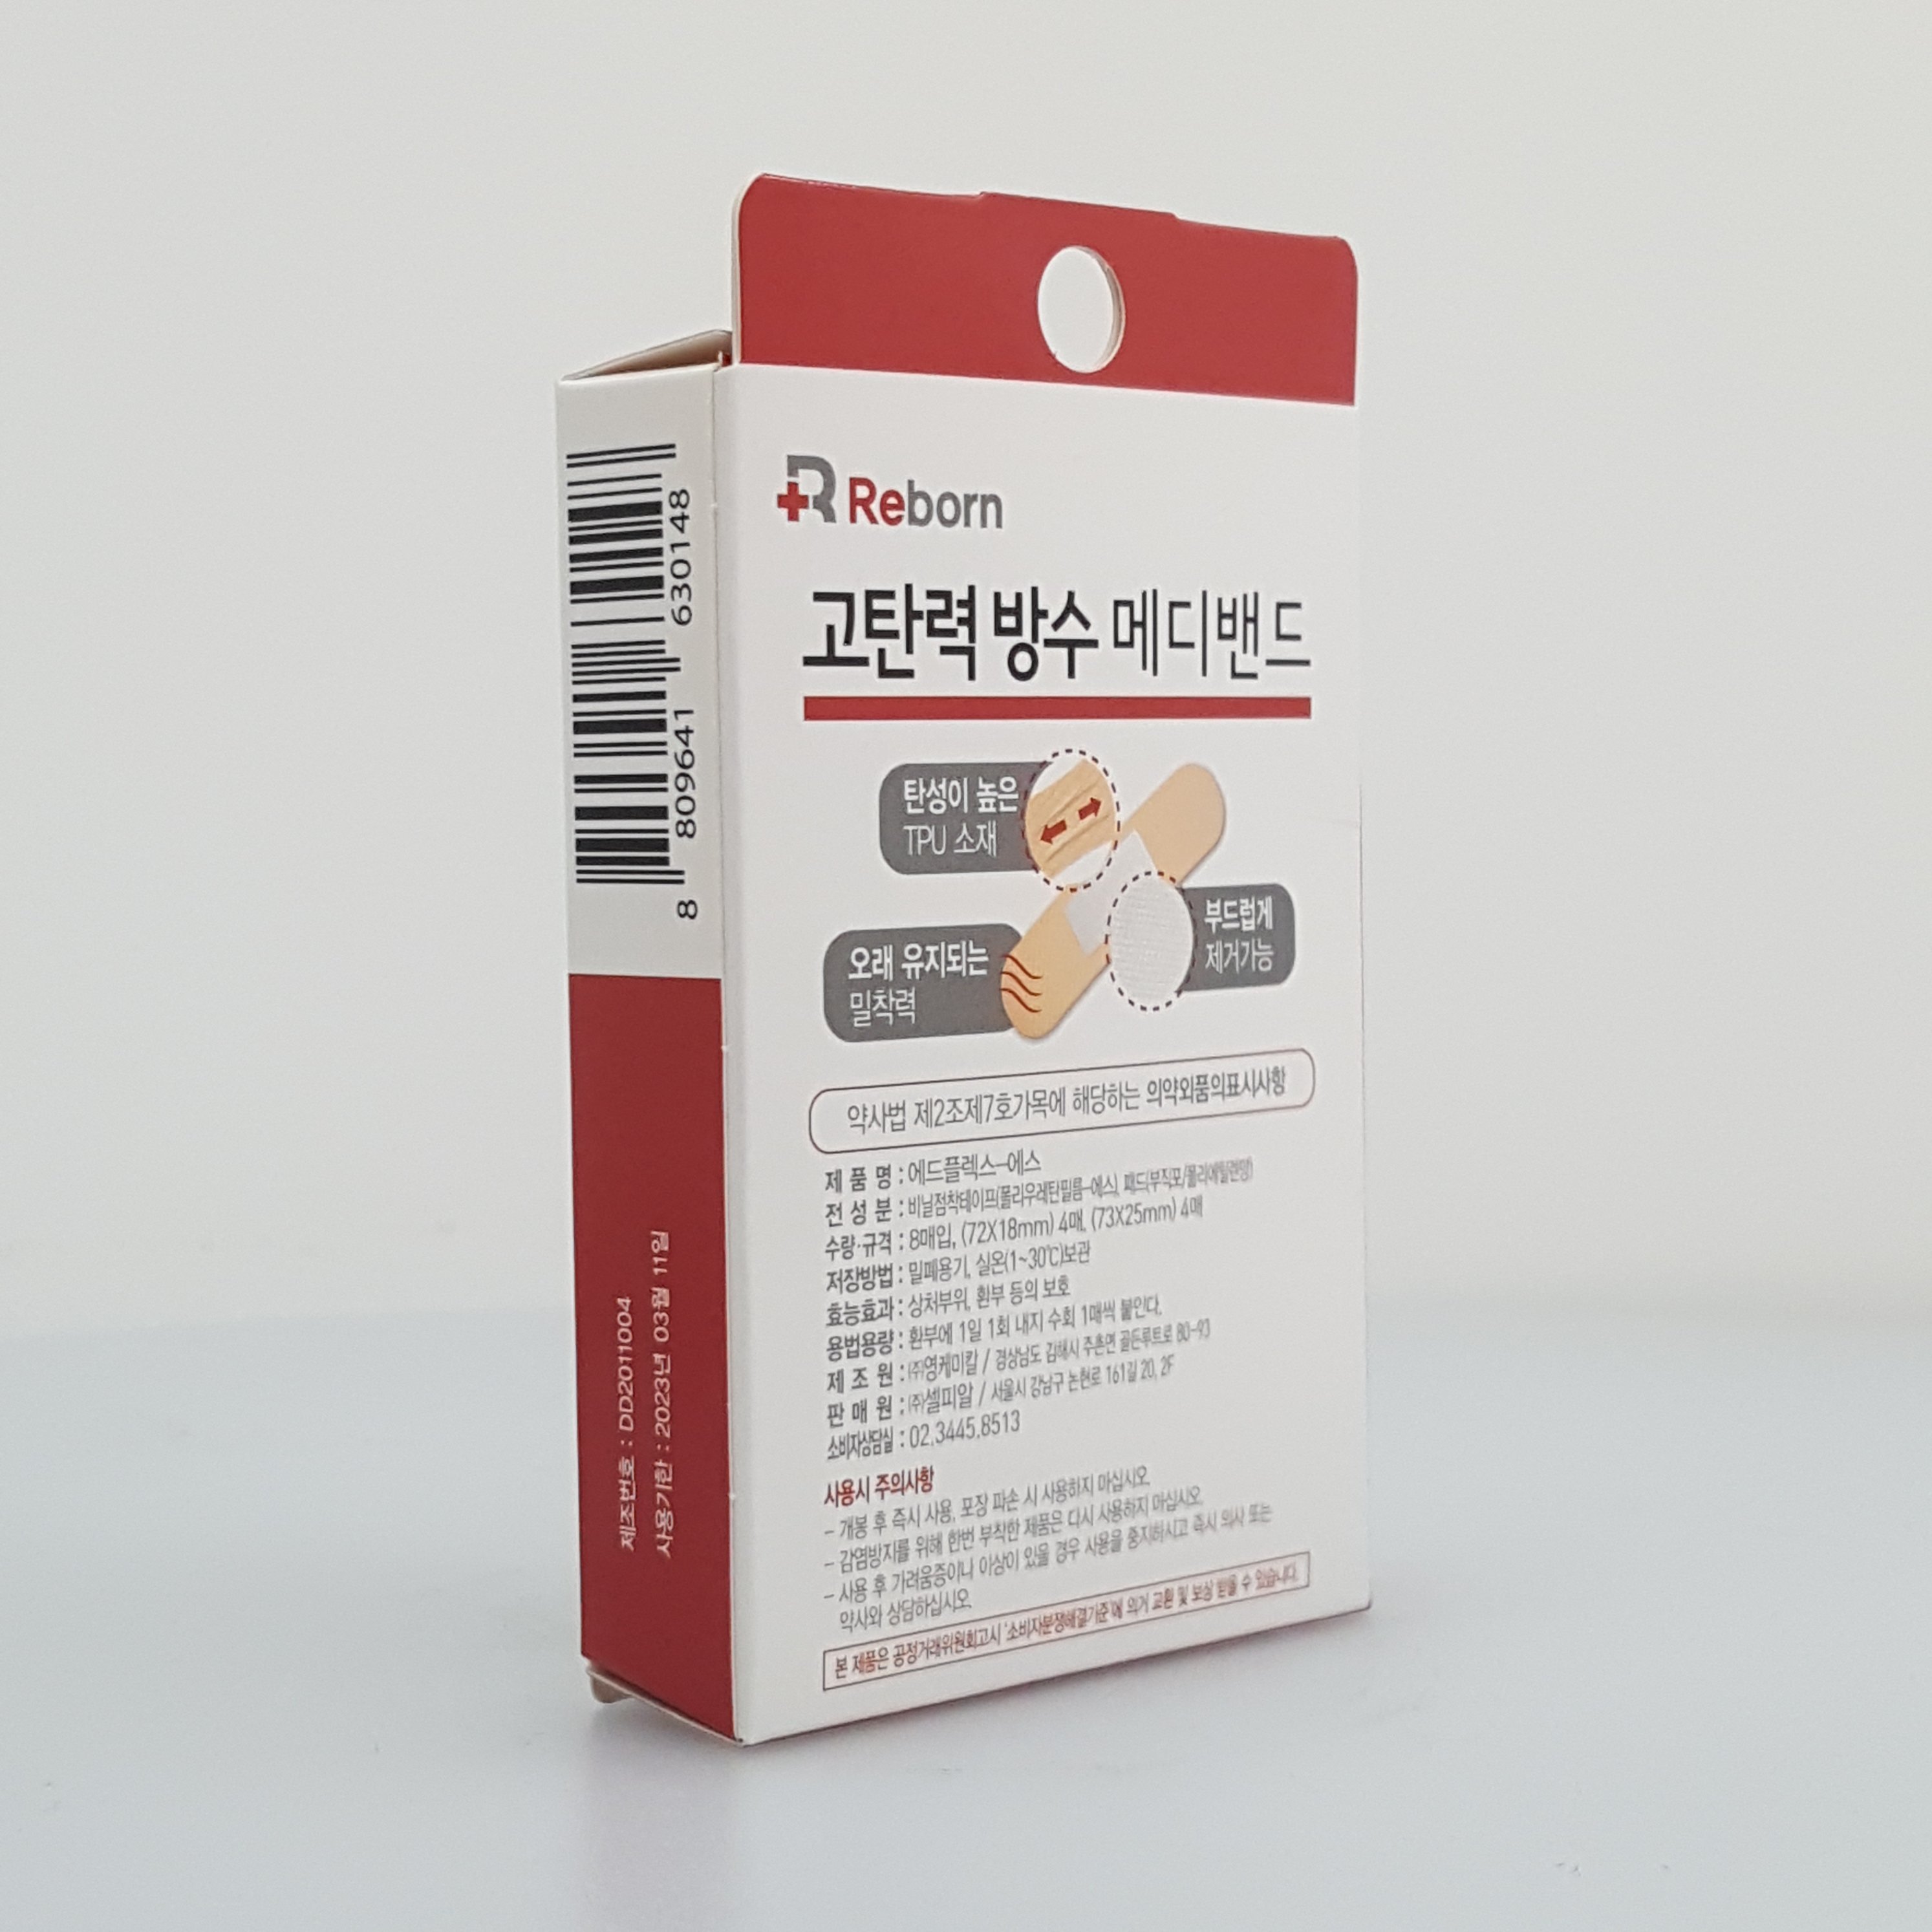 Reborn
고탄력 방수 메디밴드
탄성이 높은
TPU 소재
부드럽게
제거가능
오래 유지되는
밀착력
약사법 제2조제7호가목에 해당하는 의약외품의표시사항
제 품 명 : 에드플렉스-에스
전 성 분 : 비닐점착테이프(폴리우레탄필름-에스), 패드(부직포/폴리에틸렌망)
수량·규격 : 8매입, (72X18mm) 4매, (73X25mm) 4매
저장방법 : 밀폐용기, 실온(1~30℃)보관
효능효과 : 상처부위, 환부 등의 보호
용법용량 : 환부에 1일 1회 내지 수회 1매씩 붙인다.
제 조 원 : ㈜영케미칼 / 경상남도 김해시 주촌면 골든루트로 80-93
판 매 원 : ㈜셀피알 / 서울시 강남구 논현로 161길 20, 2F
소비자상담실 : 02.3445.8513
사용시 주의사항
- 개봉 후 즉시 사용, 포장 파손 시 사용하지 마십시오.
- 감염방지를 위해 한번 부착한 제품은 다시 사용하지 마십시오.
- 사용 후 가려움증이나 이상이 있을 경우 사용을 중지하시고 즉시 의사 또는
약사와 상담하십시오.
본 제품은 공정거래위원회고시 '소비자분쟁해결기준'에 의거 교환 및 보상 받을 수 있습니다.
8 809641 630148
제조번호 : DD2011004
사용기한 : 2023년 03월 11일